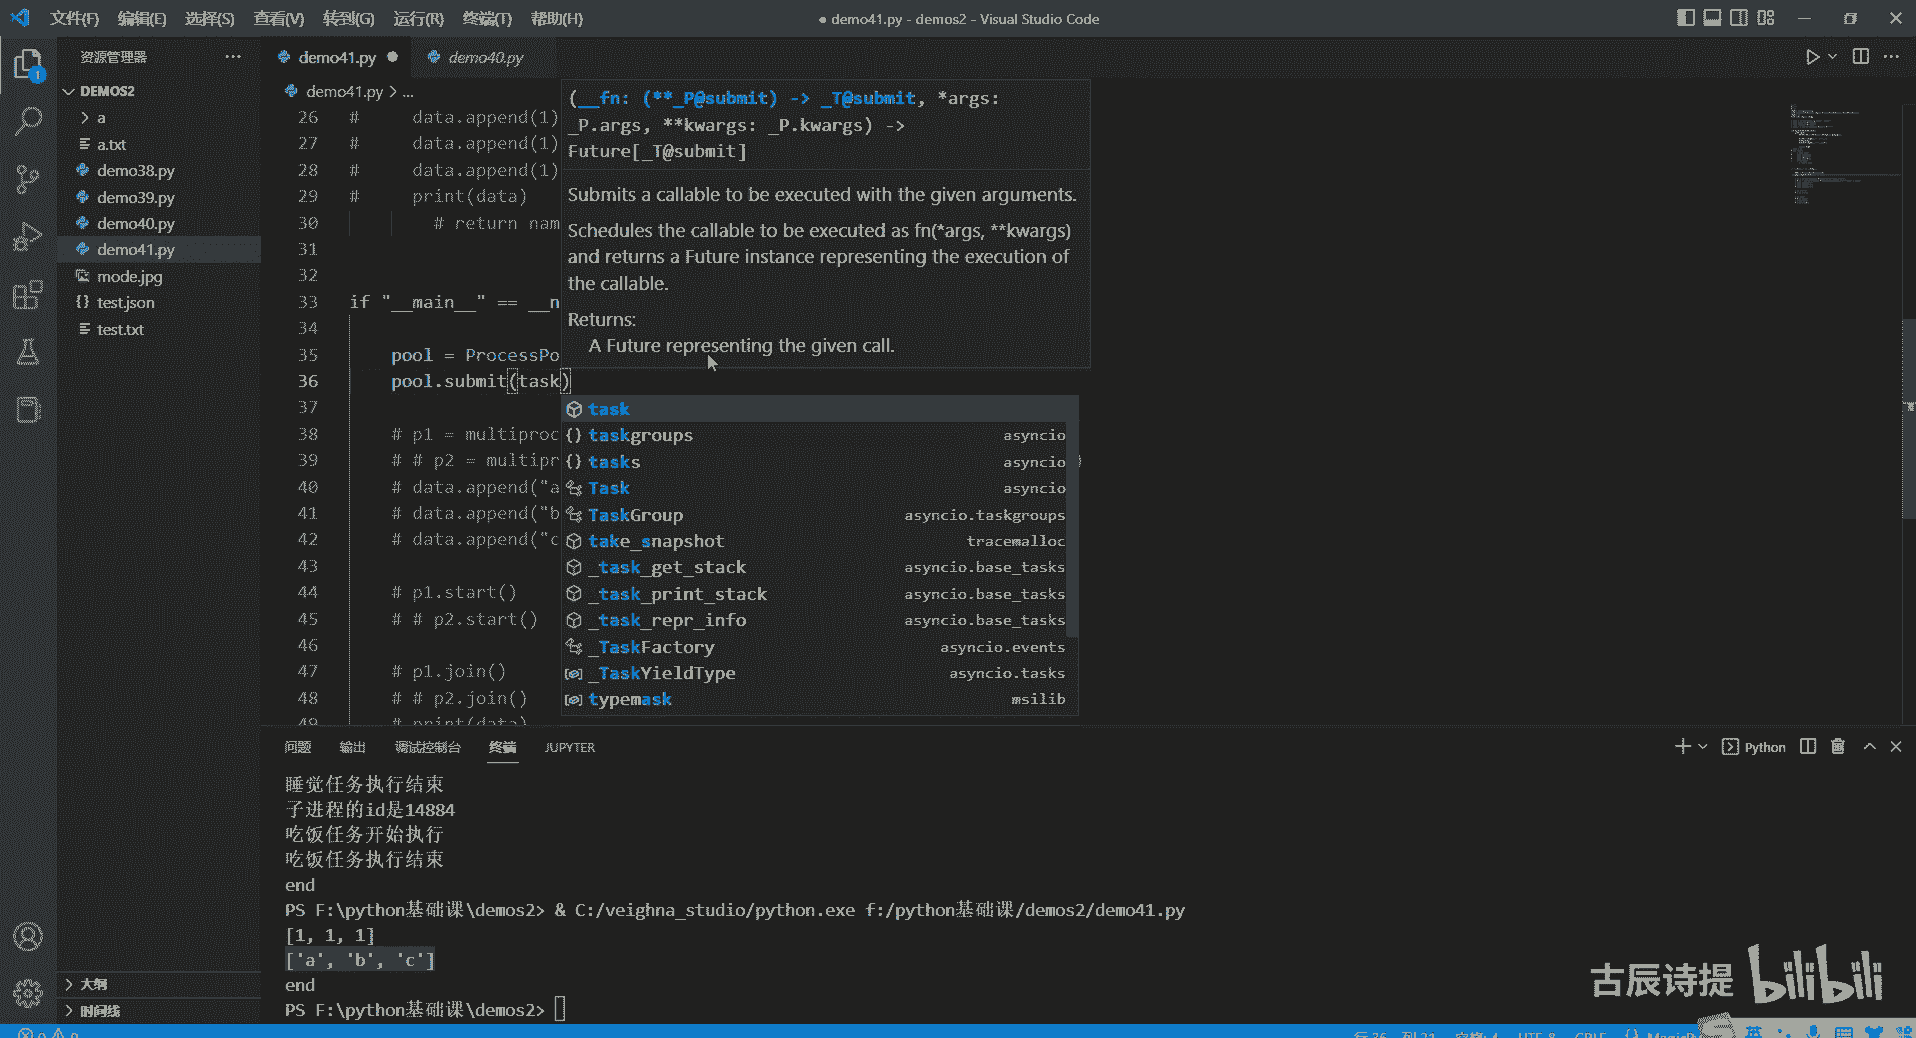 文件(F) 编辑(E) 选择(S) 查看(V) 转到(G) 运行(R) 终端(T) 帮助(H)
● demo41.py - demos2 - Visual Studio Code
资源管理器 ···
demo41.py ●
demo40.py
1
DEMOS2
a
a.txt
demo38.py
demo39.py
demo40.py
demo41.py
mode.jpg
{} test.json
test.txt
大纲
时间线
demo41.py > ...
26 # data.append(1)
27 # data.append(1)
28 # data.append(1)
29 # print(data)
30 # return nam
31
32
33 if "__main__" == __n
34
35 pool = ProcessPo
36 pool.submit(task)
37
38 # p1 = multiproc
39 # # p2 = multipr
40 # data.append("a
41 # data.append("b
42 # data.append("c
43
44 # p1.start()
45 # # p2.start()
46
47 # p1.join()
48 # # p2.join()
49 # print(data)
(__fn: (**_P@submit) -> _T@submit, *args:
_P.args, **kwargs: _P.kwargs) ->
Future[_T@submit]
Submits a callable to be executed with the given arguments.
Schedules the callable to be executed as fn(*args, **kwargs)
and returns a Future instance representing the execution of
the callable.
Returns:
A Future representing the given call.
task
{} taskgroups asyncio
{} tasks asyncio
Task asyncio
TaskGroup asyncio.taskgroups
take_snapshot tracemalloc
_task_get_stack asyncio.base_tasks
_task_print_stack asyncio.base_tasks
_task_repr_info asyncio.base_tasks
_TaskFactory asyncio.events
_TaskYieldType asyncio.tasks
typemask msilib
问题 输出 调试控制台 终端 JUPYTER
Python
睡觉任务执行结束
子进程的id是14884
吃饭任务开始执行
吃饭任务执行结束
end
PS F:\python基础课\demos2> & C:/veighna_studio/python.exe f:/python基础课/demos2/demo41.py
[1, 1, 1]
['a', 'b', 'c']
end
PS F:\python基础课\demos2>
古辰诗提 bilibili
英